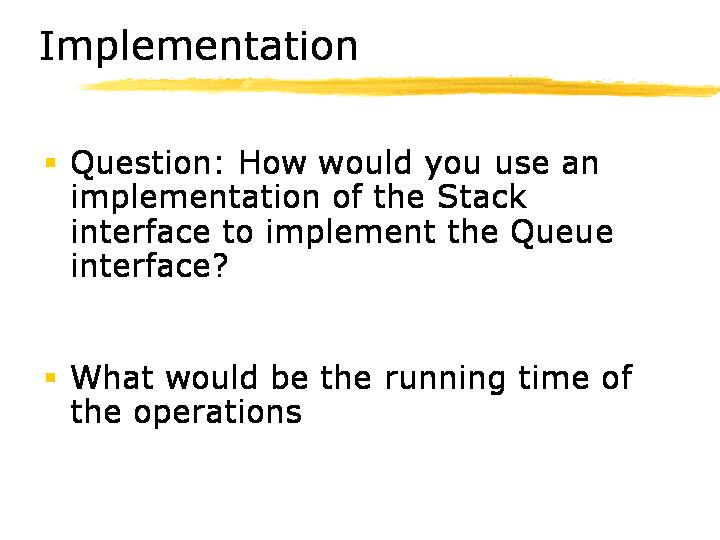 Implementation
▪ Question: How would you use an
implementation of the Stack
interface to implement the Queue
interface?
▪ What would be the running time of
the operations